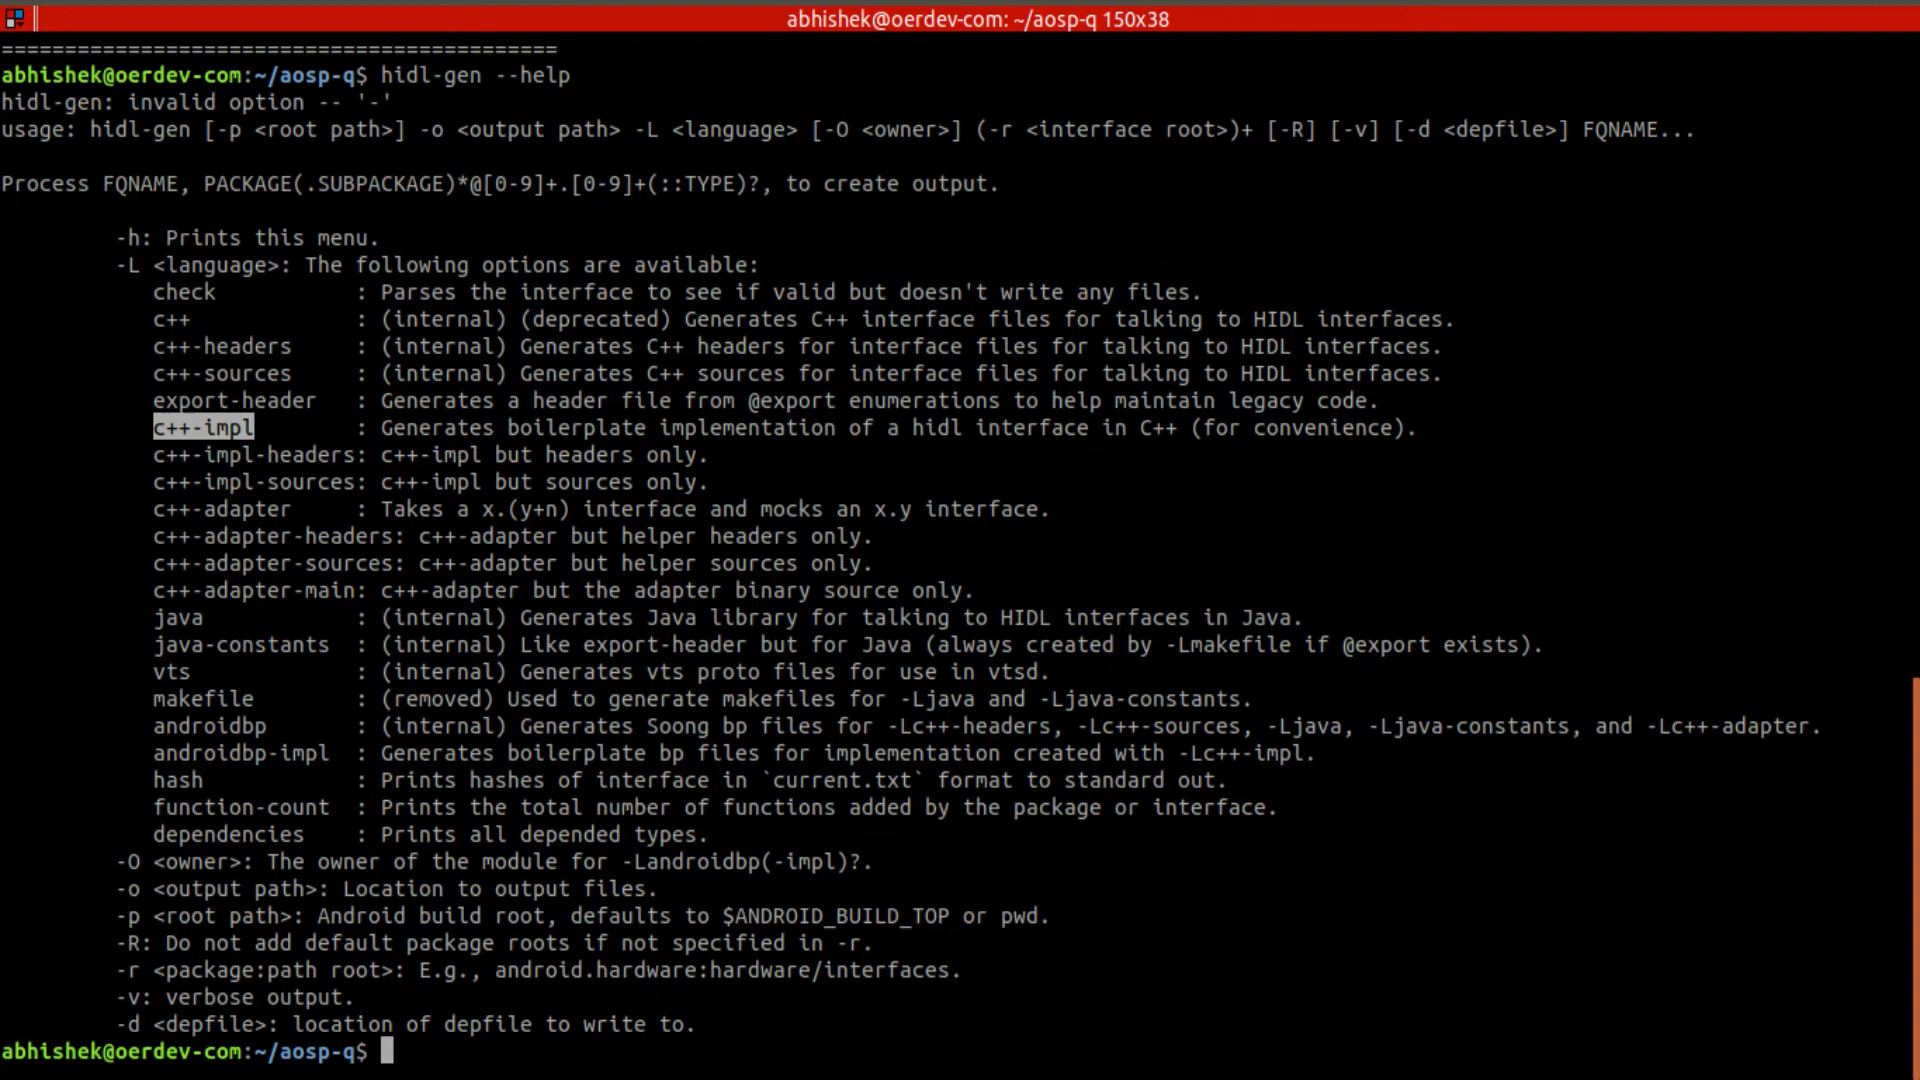 abhishek@oerdev-com: ~/aosp-q 150x38
============================================
abhishek@oerdev-com:~/aosp-q$ hidl-gen --help
hidl-gen: invalid option -- '-'
usage: hidl-gen [-p <root path>] -o <output path> -L <language> [-O <owner>] (-r <interface root>)+ [-R] [-v] [-d <depfile>] FQNAME...
Process FQNAME, PACKAGE(.SUBPACKAGE)*@[0-9]+.[0-9]+(::TYPE)?, to create output.
-h: Prints this menu.
-L <language>: The following options are available:
check : Parses the interface to see if valid but doesn't write any files.
c++ : (internal) (deprecated) Generates C++ interface files for talking to HIDL interfaces.
c++-headers : (internal) Generates C++ headers for interface files for talking to HIDL interfaces.
c++-sources : (internal) Generates C++ sources for interface files for talking to HIDL interfaces.
export-header : Generates a header file from @export enumerations to help maintain legacy code.
c++-impl : Generates boilerplate implementation of a hidl interface in C++ (for convenience).
c++-impl-headers: c++-impl but headers only.
c++-impl-sources: c++-impl but sources only.
c++-adapter : Takes a x.(y+n) interface and mocks an x.y interface.
c++-adapter-headers: c++-adapter but helper headers only.
c++-adapter-sources: c++-adapter but helper sources only.
c++-adapter-main: c++-adapter but the adapter binary source only.
java : (internal) Generates Java library for talking to HIDL interfaces in Java.
java-constants : (internal) Like export-header but for Java (always created by -Lmakefile if @export exists).
vts : (internal) Generates vts proto files for use in vtsd.
makefile : (removed) Used to generate makefiles for -Ljava and -Ljava-constants.
androidbp : (internal) Generates Soong bp files for -Lc++-headers, -Lc++-sources, -Ljava, -Ljava-constants, and -Lc++-adapter.
androidbp-impl : Generates boilerplate bp files for implementation created with -Lc++-impl.
hash : Prints hashes of interface in `current.txt` format to standard out.
function-count : Prints the total number of functions added by the package or interface.
dependencies : Prints all depended types.
-O <owner>: The owner of the module for -Landroidbp(-impl)?.
-o <output path>: Location to output files.
-p <root path>: Android build root, defaults to $ANDROID_BUILD_TOP or pwd.
-R: Do not add default package roots if not specified in -r.
-r <package:path root>: E.g., android.hardware:hardware/interfaces.
-v: verbose output.
-d <depfile>: location of depfile to write to.
abhishek@oerdev-com:~/aosp-q$